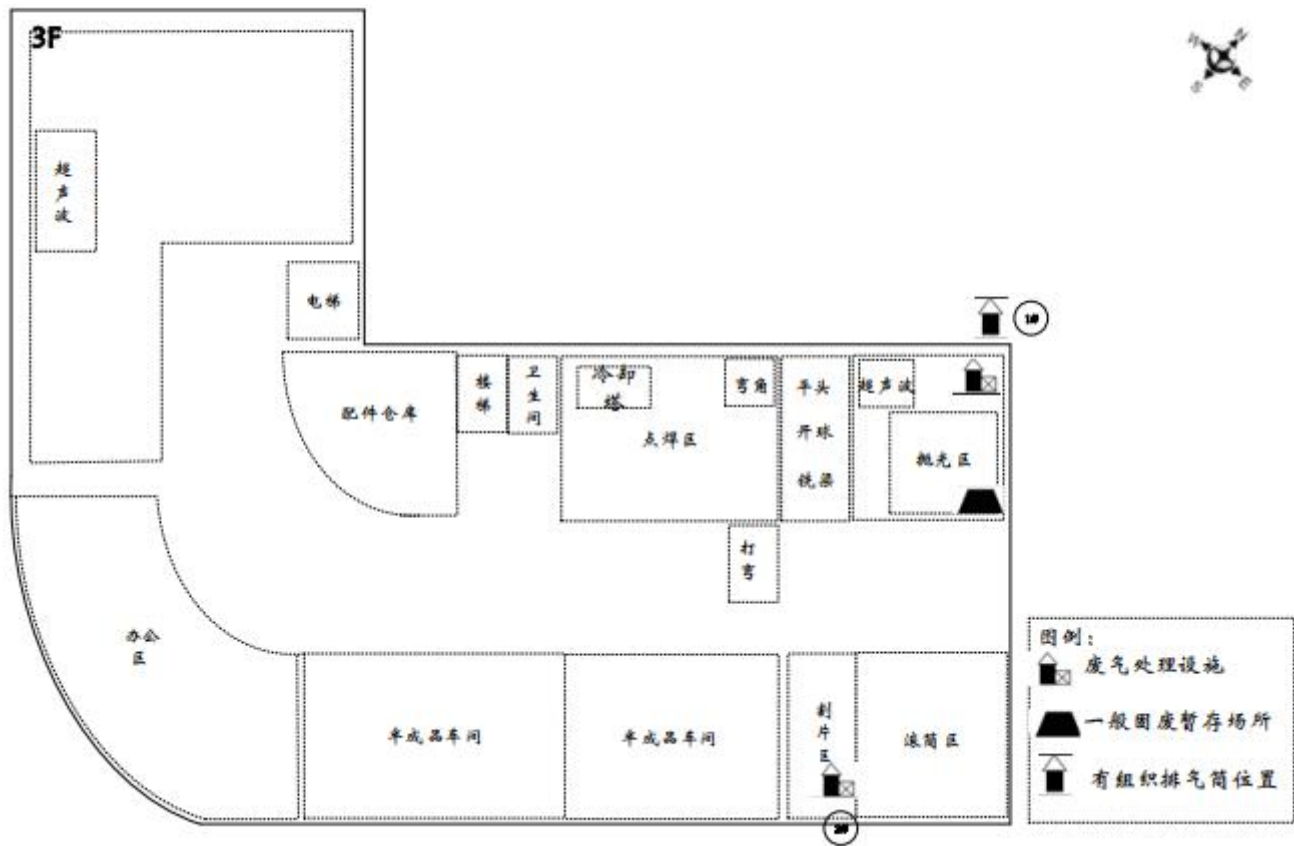 3F
W
N
S
E
超
声
波
电梯
1#
配件仓库
楼
梯
卫
生
间
冷却
塔
弯角
点焊区
平头
开球
铣梁
超声波
抛光区
打
弯
办公
区
半成品车间
半成品车间
割
片
区
滚筒区
2#
图例：
废气处理设施
一般固废暂存场所
有组织排气筒位置